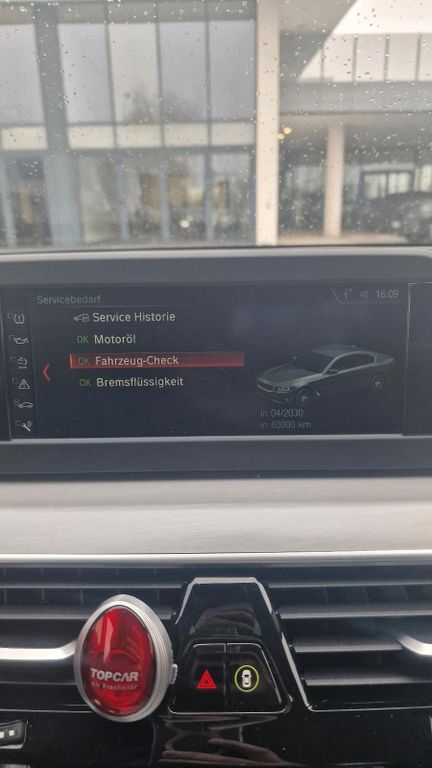 Servicebedarf
16:09
Service Historie
OK Motoröl
OK Fahrzeug-Check
OK Bremsflüssigkeit
in 04/2030
in 60000 km
TOPCAR
Air Freshener